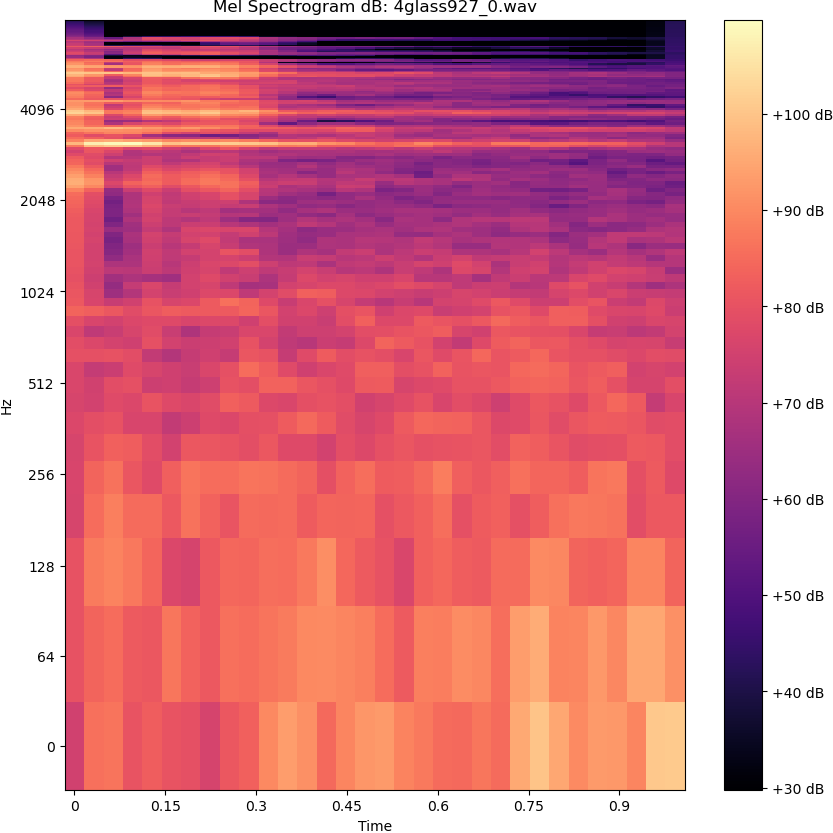 Mel Spectrogram dB: 4glass927_0.wav
4096
2048
1024
512
256
128
64
0
Hz
0 0.15 0.3 0.45 0.6 0.75 0.9
Time
+100 dB
+90 dB
+80 dB
+70 dB
+60 dB
+50 dB
+40 dB
+30 dB